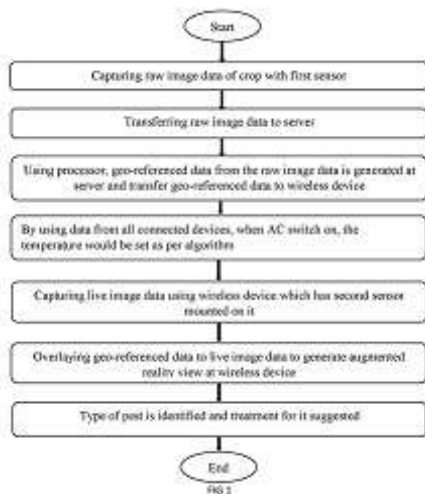 Start
Capturing raw image data of crop with first sensor
Transferring raw image data to server
Using processor, geo-referenced data from the raw image data is generated at
server and transfer geo-referenced data to wireless device
By using data from all connected devices, when AC switch on, the
temperature would be set as per algorithm
Capturing live image data using wireless device which has second sensor
mounted on it
Overlaying geo-referenced data to live image data to generate augmented
reality view at wireless device
Type of pest is identified and treatment for it suggested
End
FIG 1